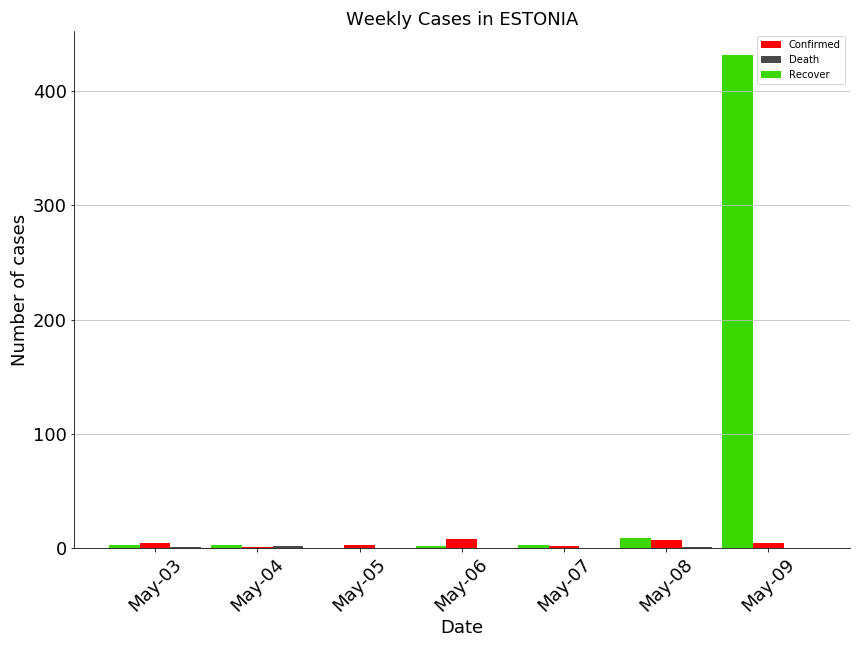 Weekly Cases in ESTONIA
Confirmed
Death
Recover
Number of cases
400
300
200
100
0
May-03
May-04
May-05
May-06
May-07
May-08
May-09
Date